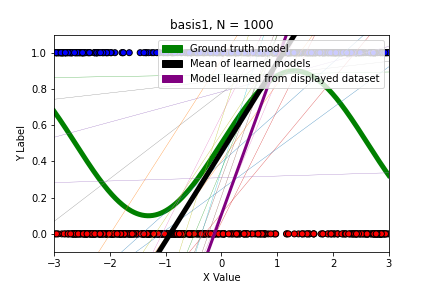 basis1, N = 1000
Ground truth model
Mean of learned models
Model learned from displayed dataset
Y Label
1.0
0.8
0.6
0.4
0.2
0.0
−3
−2
−1
0
1
2
3
X Value